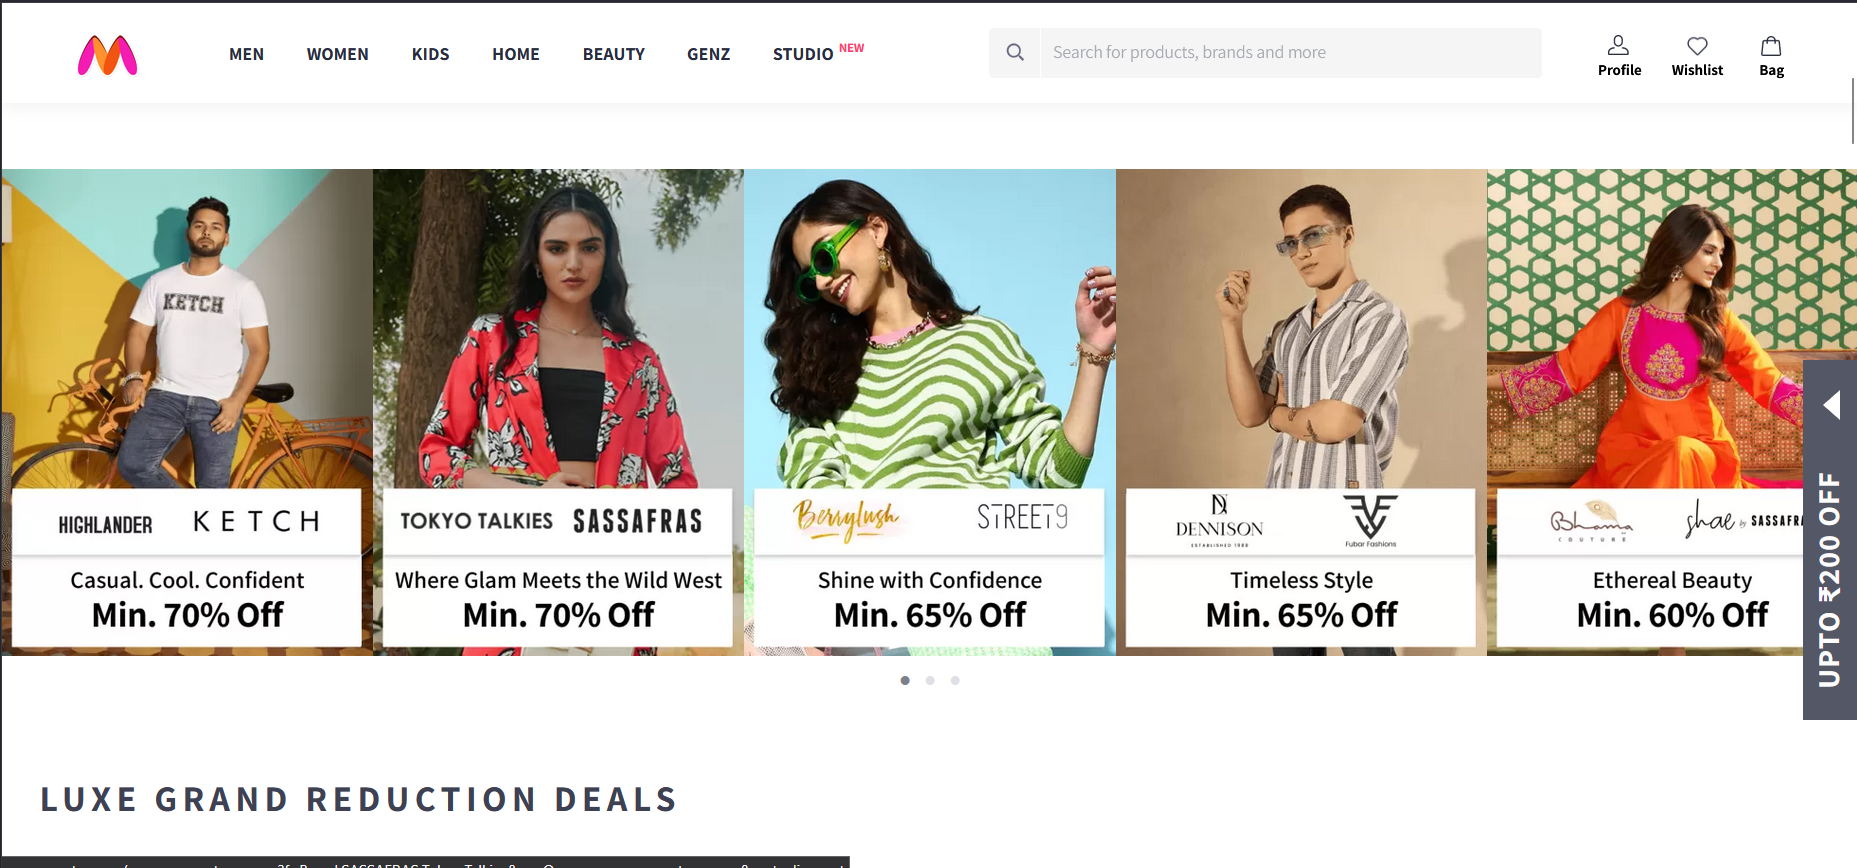 MEN WOMEN KIDS HOME BEAUTY GENZ STUDIO NEW
Search for products, brands and more
Profile Wishlist Bag
KETCH
HIGHLANDER KETCH
Casual. Cool. Confident
Min. 70% Off
TOKYO TALKIES SASSAFRAS
Where Glam Meets the Wild West
Min. 70% Off
Berrylush STREET9
Shine with Confidence
Min. 65% Off
DENNISON
ESTABLISHED 1988
Fubar Fashions
Timeless Style
Min. 65% Off
Bhama
COUTURE
shae by SASSAFRA
Ethereal Beauty
Min. 60% Off
UPTO ₹200 OFF
LUXE GRAND REDUCTION DEALS